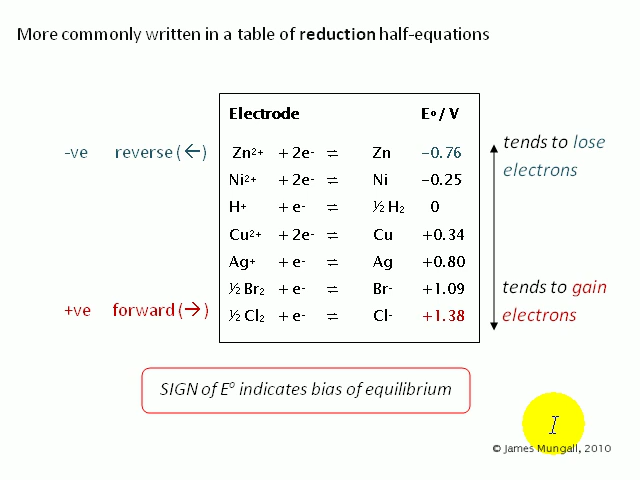 More commonly written in a table of reduction half-equations
Electrode E⁰ / V
-ve reverse (←) Zn²⁺ + 2e⁻ ⇌ Zn −0.76 tends to lose
electrons
Ni²⁺ + 2e⁻ ⇌ Ni −0.25
H⁺ + e⁻ ⇌ ½ H₂ 0
Cu²⁺ + 2e⁻ ⇌ Cu +0.34
Ag⁺ + e⁻ ⇌ Ag +0.80
½ Br₂ + e⁻ ⇌ Br⁻ +1.09 tends to gain
+ve forward (→) ½ Cl₂ + e⁻ ⇌ Cl⁻ +1.38 electrons
SIGN of E⁰ indicates bias of equilibrium
© James Mungall, 2010